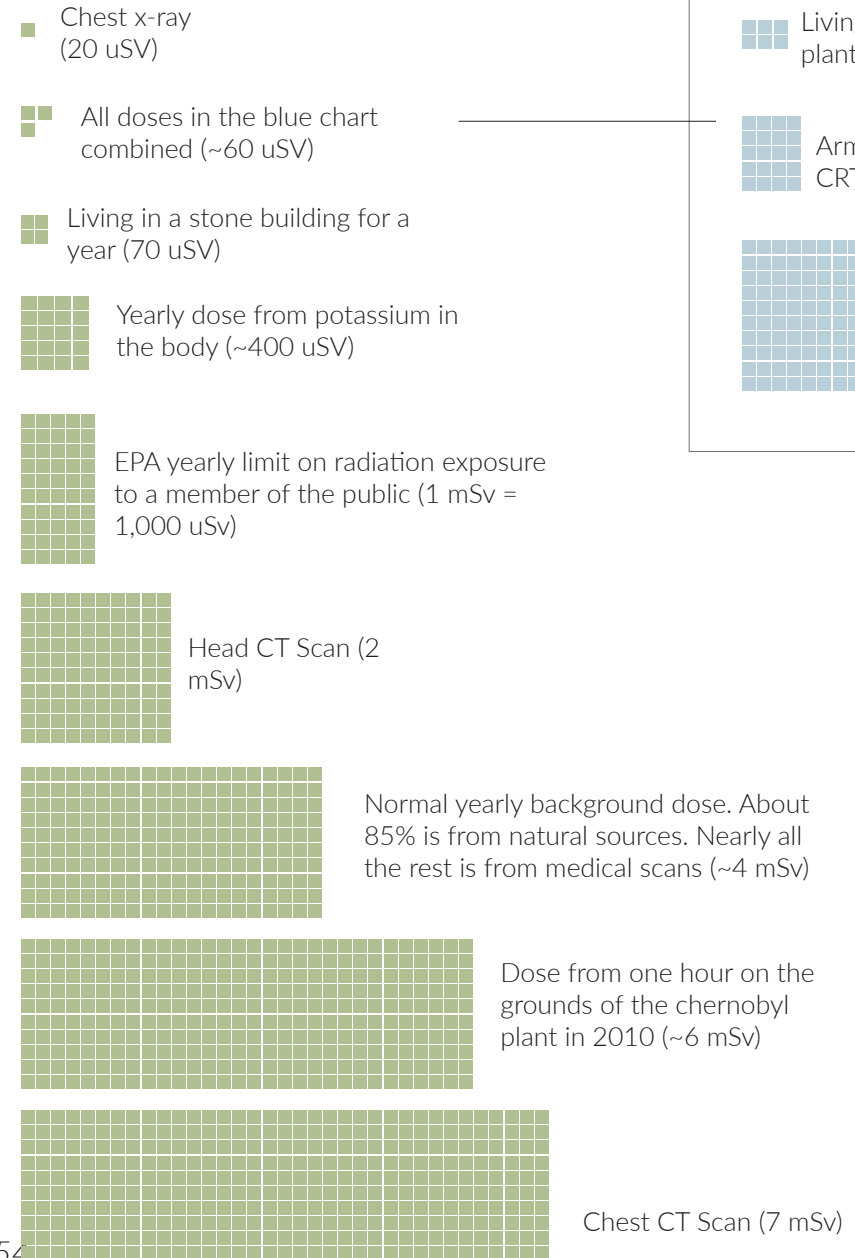 Chest x-ray
(20 uSV)
All doses in the blue chart
combined (~60 uSV)
Living in a stone building for a
year (70 uSV)
Yearly dose from potassium in
the body (~400 uSV)
EPA yearly limit on radiation exposure
to a member of the public (1 mSv =
1,000 uSv)
Head CT Scan (2
mSv)
Normal yearly background dose. About
85% is from natural sources. Nearly all
the rest is from medical scans (~4 mSv)
Dose from one hour on the
grounds of the chernobyl
plant in 2010 (~6 mSv)
Chest CT Scan (7 mSv)
plant